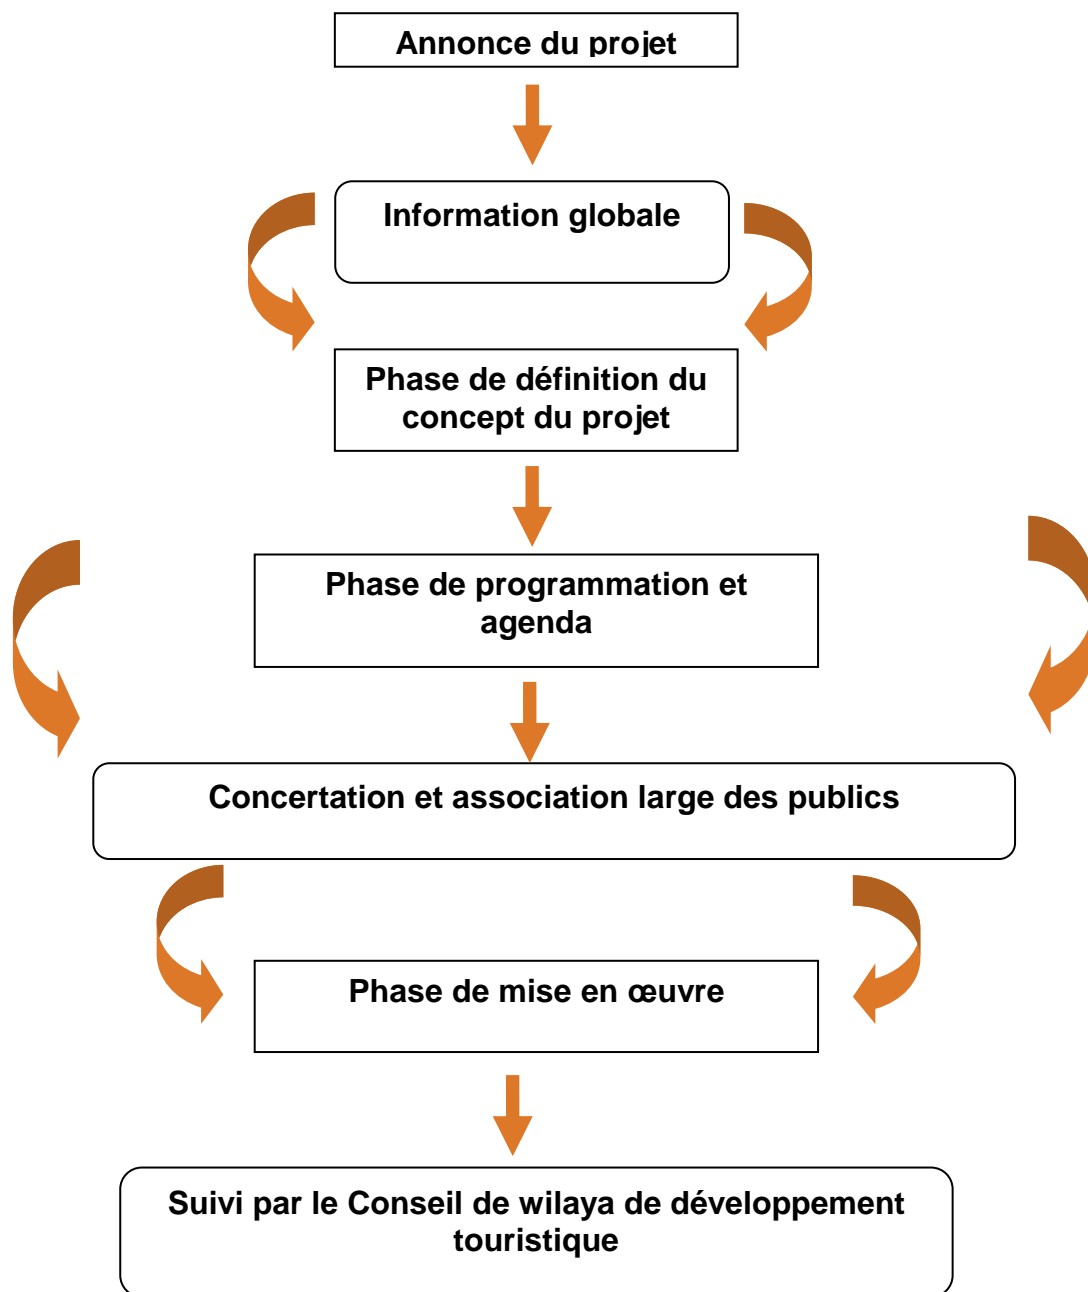 Annonce du projet
Information globale
Phase de définition du
concept du projet
Phase de programmation et
agenda
Concertation et association large des publics
Phase de mise en œuvre
Suivi par le Conseil de wilaya de développement
touristique